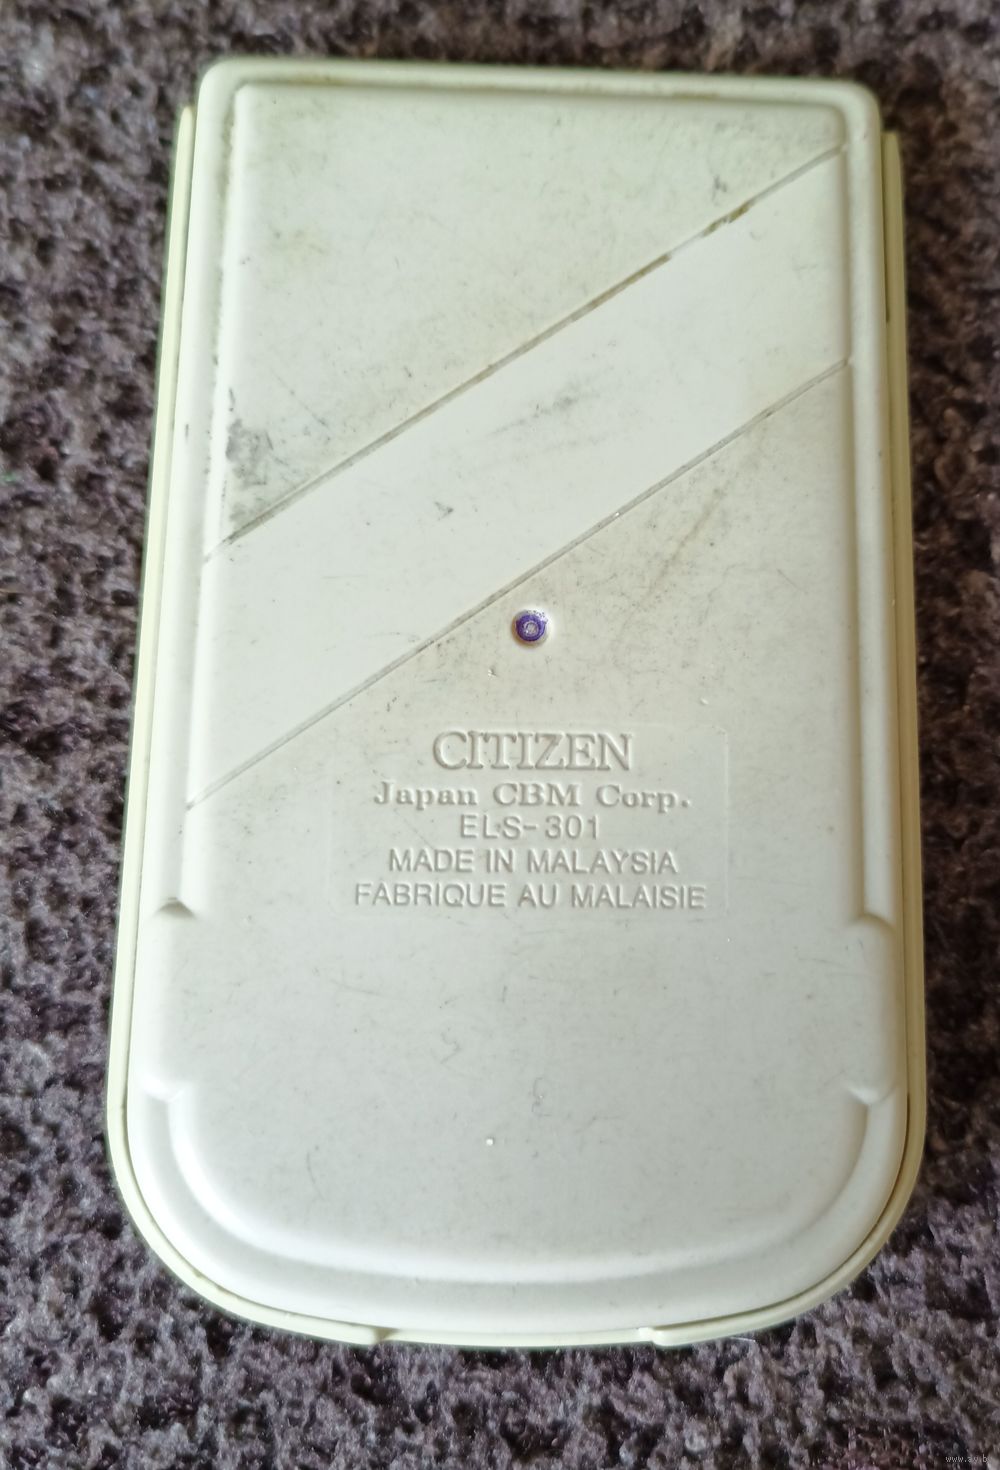 CITIZEN
Japan CBM Corp.
ELS-301
MADE IN MALAYSIA
FABRIQUE AU MALAISIE